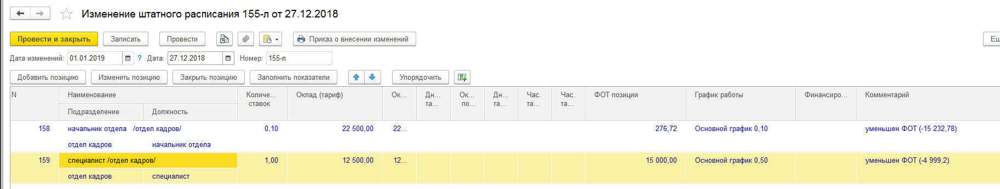 Изменение штатного расписания 155-л от 27.12.2018
Провести и закрыть Записать Провести Приказ о внесении изменений Ещ
Дата изменений: 01.01.2019 ? Дата: 27.12.2018 Номер: 155-л
Добавить позицию Изменить позицию Закрыть позицию Заполнить показатели Упорядочить
N Наименование Количе... ставок Оклад (тариф) Ок... Дн... та... Ок... по... Дн... та... Час. та... Час. та... ФОТ позиции График работы Финансиро... Комментарий
Подразделение Должность
158 начальник отдела /отдел кадров/ 0,10 22 500,00 22... 276,72 Основной график 0,10 уменьшен ФОТ (-15 232,78)
отдел кадров начальник отдела
159 специалист /отдел кадров/ 1,00 12 500,00 12... 15 000,00 Основной график 0,50 уменьшен ФОТ (-4 999,2)
отдел кадров специалист